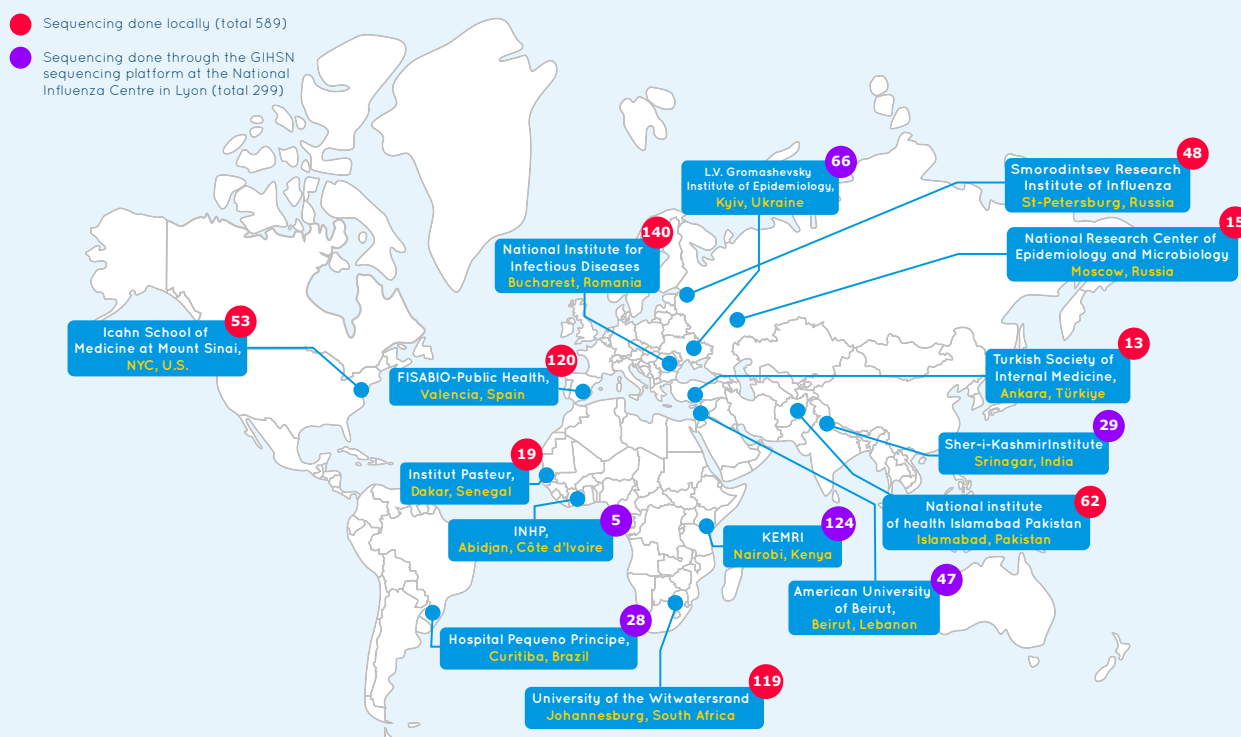 Sequencing done locally (total 589)
Sequencing done through the GIHSN
sequencing platform at the National
Influenza Centre in Lyon (total 299)
66
L.V. Gromashevsky
Institute of Epidemiology,
Kyiv, Ukraine
48
Smorodintsev Research
Institute of Influenza
St-Petersburg, Russia
15
National Research Center of
Epidemiology and Microbiology
Moscow, Russia
140
National Institute for
Infectious Diseases
Bucharest, Romania
53
Icahn School of
Medicine at Mount Sinai,
NYC, U.S.
120
FISABIO-Public Health,
Valencia, Spain
13
Turkish Society of
Internal Medicine,
Ankara, Türkiye
29
Sher-i-KashmirInstitute
Srinagar, India
19
Institut Pasteur,
Dakar, Senegal
62
National institute
of health Islamabad Pakistan
Islamabad, Pakistan
5
INHP,
Abidjan, Côte d'Ivoire
124
KEMRI
Nairobi, Kenya
47
American University
of Beirut,
Beirut, Lebanon
28
Hospital Pequeno Principe,
Curitiba, Brazil
119
University of the Witwatersrand
Johannesburg, South Africa